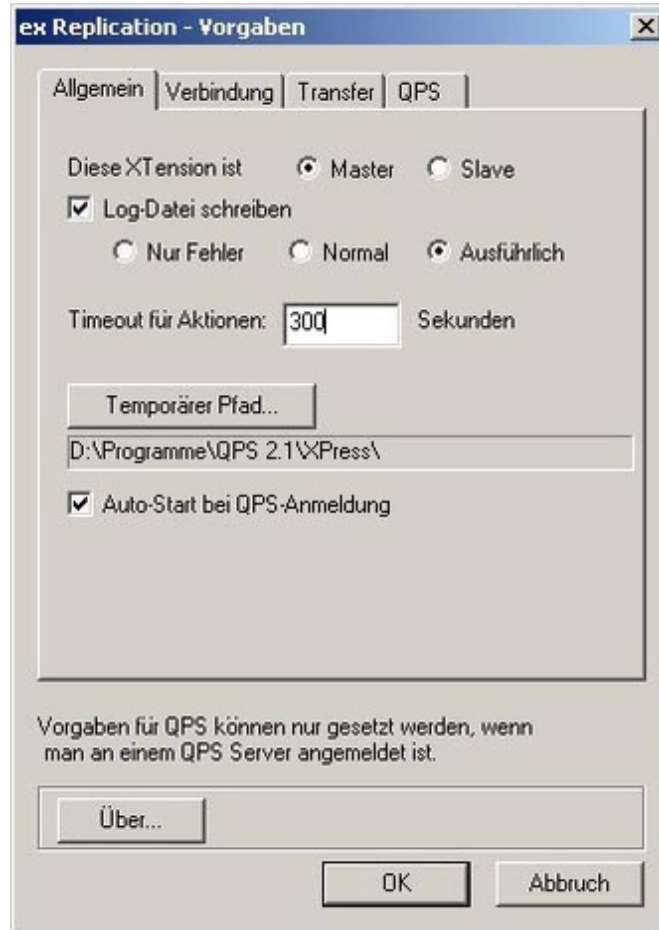 ex Replication - Vorgaben
Allgemein Verbindung Transfer QPS
Diese XTension ist Master Slave
Log-Datei schreiben
Nur Fehler Normal Ausführlich
Timeout für Aktionen: 300 Sekunden
Temporärer Pfad...
D:\Programme\QPS 2.1\XPress\
Auto-Start bei QPS-Anmeldung
Vorgaben für QPS können nur gesetzt werden, wenn
man an einem QPS Server angemeldet ist.
Über...
OK Abbruch